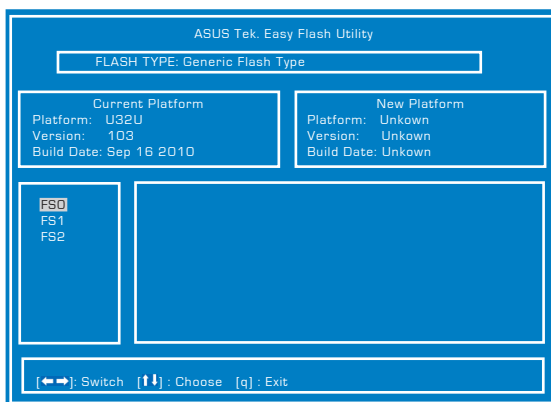 ASUS Tek. Easy Flash Utility
FLASH TYPE: Generic Flash Type
Current Platform
Platform: U32U
Version: 103
Build Date: Sep 16 2010
New Platform
Platform: Unkown
Version: Unkown
Build Date: Unkown
FS0
FS1
FS2
[←→]: Switch [↑↓] : Choose [q] : Exit